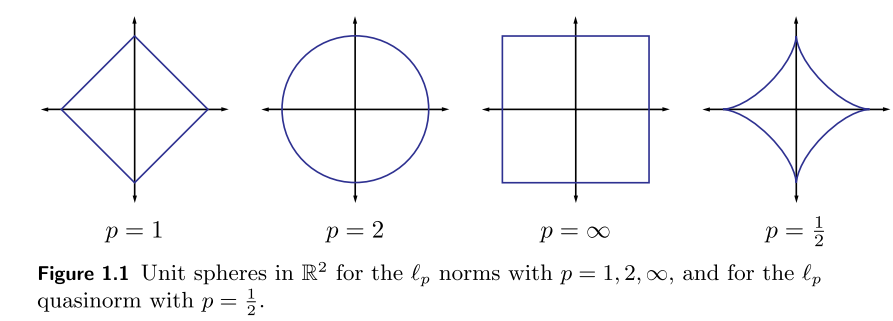 p = 1 p = 2 p = ∞ p = 1/2
Figure 1.1 Unit spheres in ℝ² for the ℓₚ norms with p = 1, 2, ∞, and for the ℓₚ
quasinorm with p = 1/2.